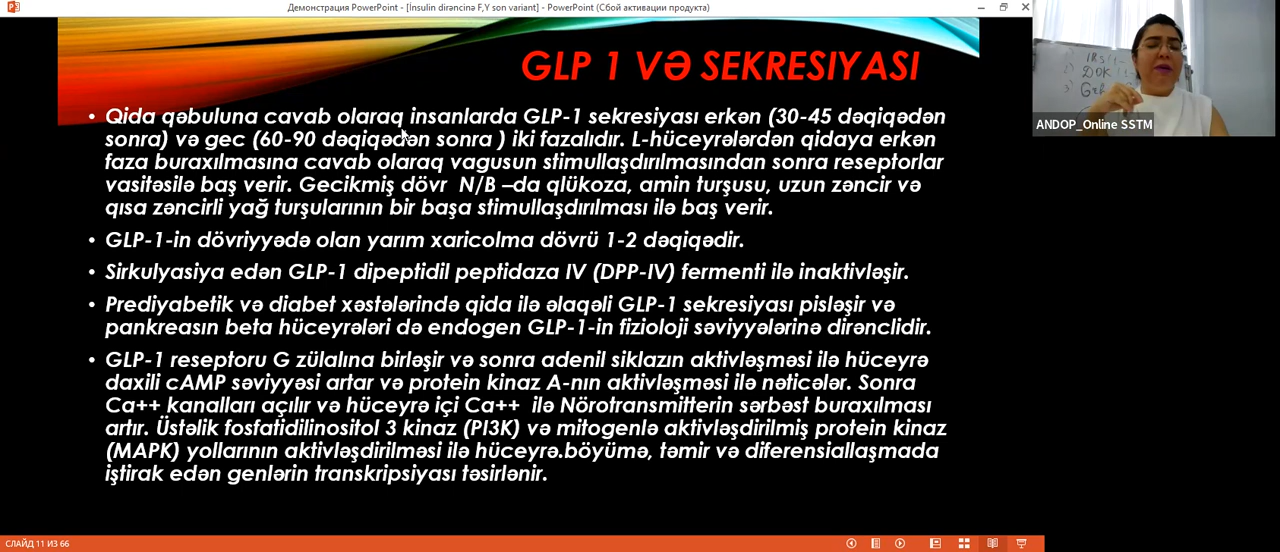 Демонстрация PowerPoint - [İnsulin dirəncinə F,Y son variant] - PowerPoint (Сбой активации продукта)
GLP 1 VƏ SEKRESIYASI
• Qida qəbuluna cavab olaraq insanlarda GLP-1 sekresiyası erkən (30-45 dəqiqədən
sonra) və gec (60-90 dəqiqədən sonra ) iki fazalıdır. L-hüceyrələrdən qidaya erkən
faza buraxılmasına cavab olaraq vagusun stimullaşdırılmasından sonra reseptorlar
vasitəsilə baş verir. Gecikmiş dövr N/B –da qlükoza, amin turşusu, uzun zəncir və
qısa zəncirli yağ turşularının bir başa stimullaşdırılması ilə baş verir.
• GLP-1-in dövriyyədə olan yarım xaricolma dövrü 1-2 dəqiqədir.
• Sirkulyasiya edən GLP-1 dipeptidil peptidaza IV (DPP-IV) fermenti ilə inaktivləşir.
• Prediyabetik və diabet xəstələrində qida ilə əlaqəli GLP-1 sekresiyası pisləşir və
pankreasın beta hüceyrələri də endogen GLP-1-in fizioloji səviyyələrinə dirənclidir.
• GLP-1 reseptoru G zülalına birləşir və sonra adenil siklazın aktivləşməsi ilə hüceyrə
daxili cAMP səviyyəsi artar və protein kinaz A-nın aktivləşməsi ilə nəticələr. Sonra
Ca++ kanalları açılır və hüceyrə içi Ca++ ilə Nörotransmitterin sərbəst buraxılması
artır. Üstəlik fosfatidilinositol 3 kinaz (PI3K) və mitogenlə aktivləşdirilmiş protein kinaz
(MAPK) yollarının aktivləşdirilməsi ilə hüceyrə.böyümə, təmir və diferensiallaşmada
iştirak edən genlərin transkripsiyası təsirlənir.
IRS
2) DDK
3)
ANDOP_Online SSTM
СЛАЙД 11 ИЗ 66